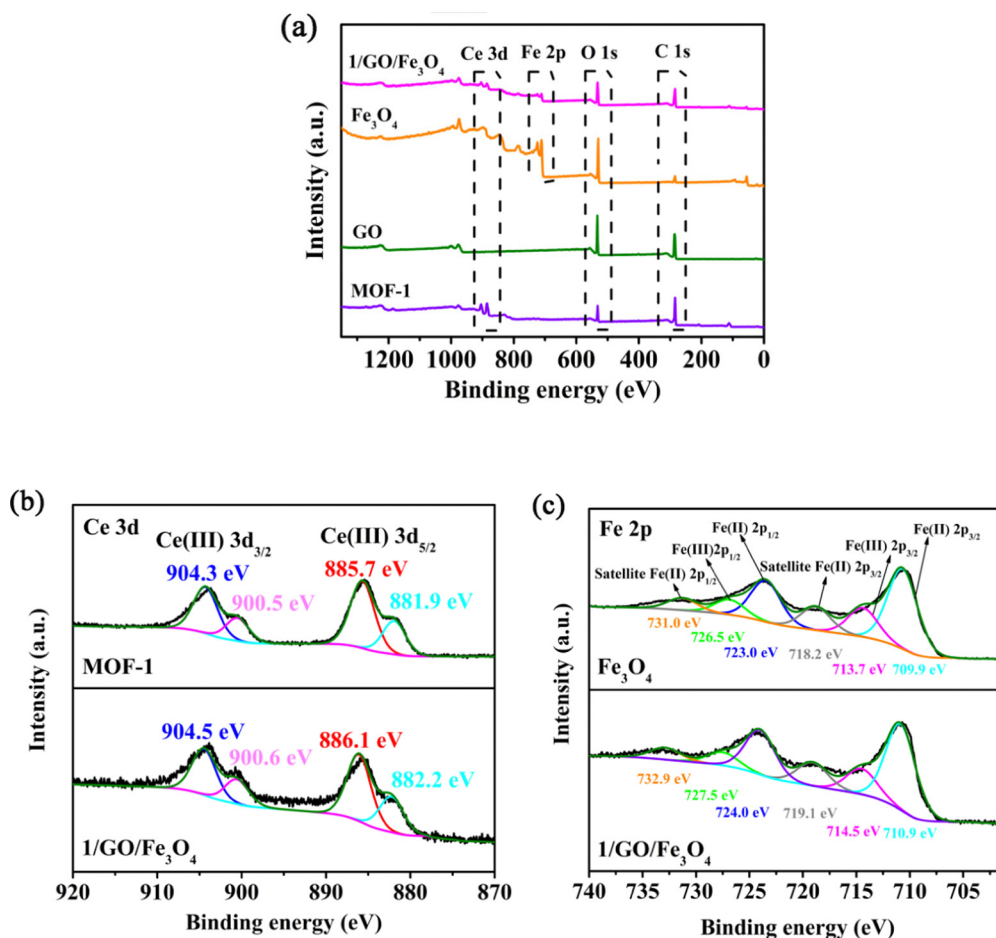 (a)
Ce 3d Fe 2p O 1s C 1s
1/GO/Fe₃O₄
Fe₃O₄
GO
MOF-1
Intensity (a.u.)
1200 1000 800 600 400 200 0
Binding energy (eV)
(b)
Ce 3d
Ce(III) 3d₃/₂
Ce(III) 3d₅/₂
904.3 eV
900.5 eV
885.7 eV
881.9 eV
MOF-1
904.5 eV
900.6 eV
886.1 eV
882.2 eV
1/GO/Fe₃O₄
Intensity (a.u.)
920 910 900 890 880 870
Binding energy (eV)
(c)
Fe 2p
Fe(II) 2p₁/₂
Fe(II) 2p₃/₂
Fe(III)2p₁/₂
Fe(III) 2p₃/₂
Satellite Fe(II) 2p₁/₂
Satellite Fe(II) 2p₃/₂
731.0 eV
726.5 eV
723.0 eV
718.2 eV
713.7 eV
709.9 eV
Fe₃O₄
732.9 eV
727.5 eV
724.0 eV
719.1 eV
714.5 eV
710.9 eV
1/GO/Fe₃O₄
Intensity (a.u.)
740 730 720 710
Binding energy (eV)